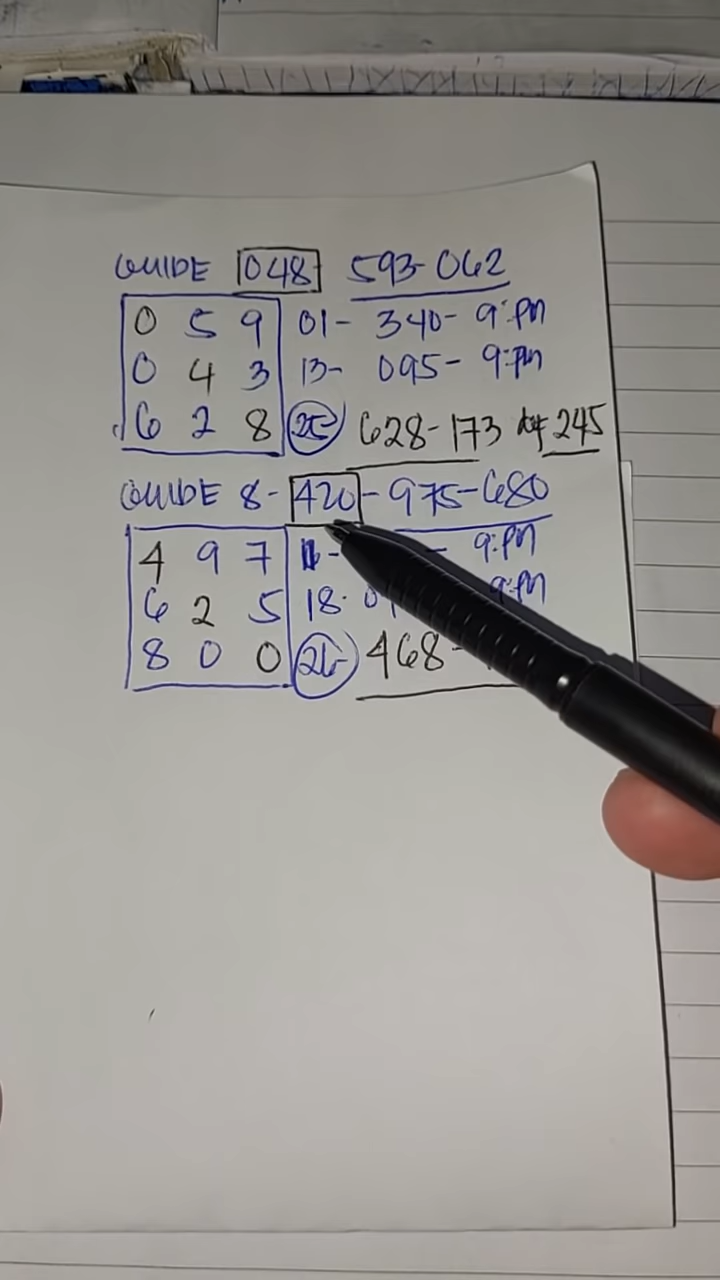 GUIDE 048 593-062
0 5 9 01- 340- 9:PM
0 4 3 13- 095- 9:PM
6 2 8 25 628-173 245
GUIDE 8-420-975-680
4 9 7 - 9:PM
6 2 5 18. 9:PM
8 0 0 26- 468-